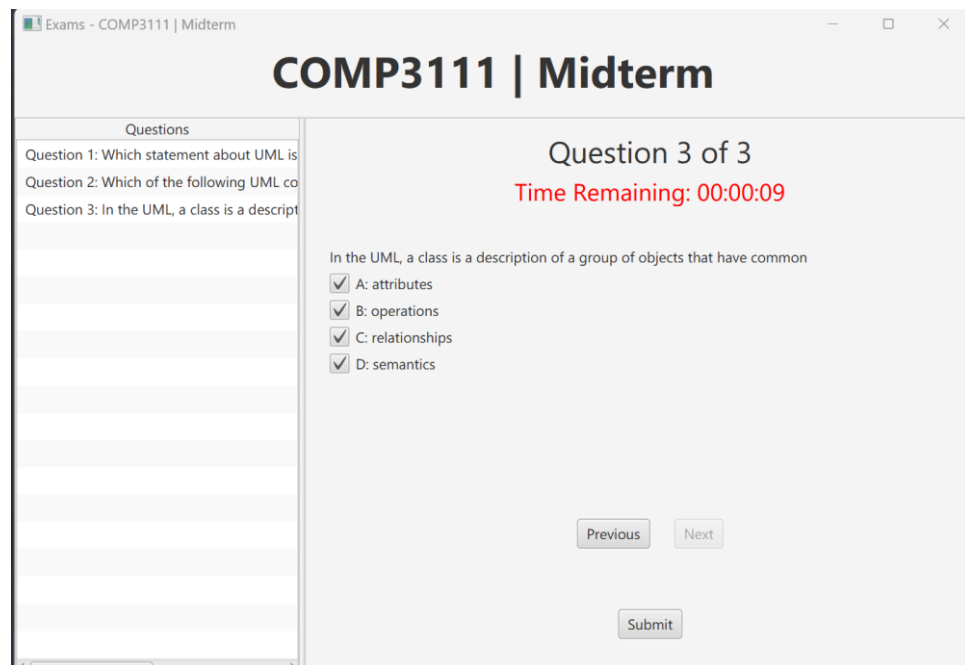 Exams - COMP3111 | Midterm
COMP3111 | Midterm
Questions
Question 1: Which statement about UML is
Question 2: Which of the following UML co
Question 3: In the UML, a class is a descript
Question 3 of 3
Time Remaining: 00:00:09
In the UML, a class is a description of a group of objects that have common
A: attributes
B: operations
C: relationships
D: semantics
Previous
Next
Submit